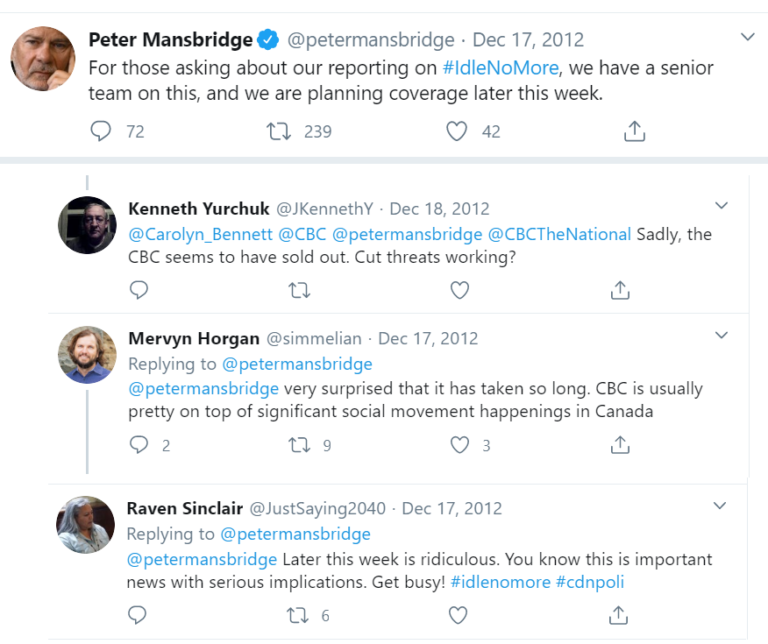 Peter Mansbridge @petermansbridge · Dec 17, 2012
For those asking about our reporting on #IdleNoMore, we have a senior
team on this, and we are planning coverage later this week.
72 239 42
Kenneth Yurchuk @JKennethY · Dec 18, 2012
@Carolyn_Bennett @CBC @petermansbridge @CBCTheNational Sadly, the
CBC seems to have sold out. Cut threats working?
Mervyn Horgan @simmelian · Dec 17, 2012
Replying to @petermansbridge
@petermansbridge very surprised that it has taken so long. CBC is usually
pretty on top of significant social movement happenings in Canada
2 9 3
Raven Sinclair @JustSaying2040 · Dec 17, 2012
Replying to @petermansbridge
@petermansbridge Later this week is ridiculous. You know this is important
news with serious implications. Get busy! #idlenomore #cdnpoli
6